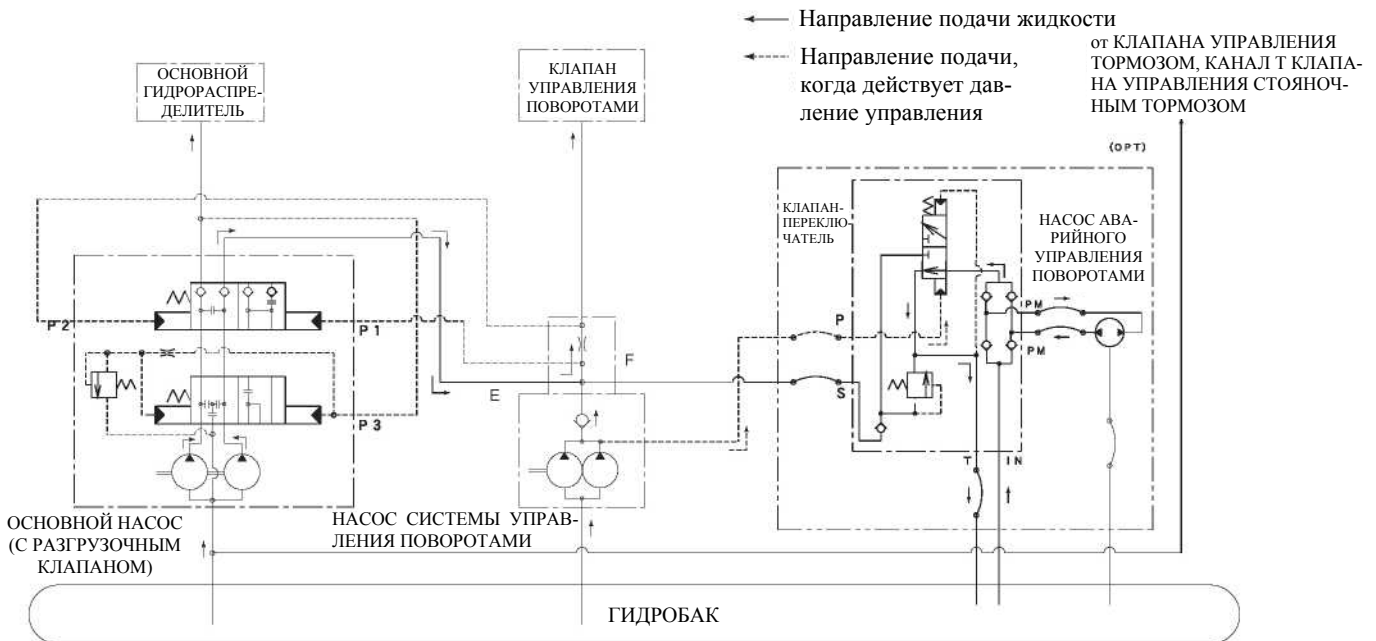 Направление подачи жидкости
Направление подачи,
когда действует дав-
ление управления
от КЛАПАНА УПРАВЛЕНИЯ
ТОРМОЗОМ, КАНАЛ Т КЛАПА-
НА УПРАВЛЕНИЯ СТОЯНОЧ-
НЫМ ТОРМОЗОМ
ОСНОВНОЙ
ГИДРОРАСПРЕ-
ДЕЛИТЕЛЬ
КЛАПАН
УПРАВЛЕНИЯ
ПОВОРОТАМИ
(OPT)
КЛАПАН-
ПЕРЕКЛЮ-
ЧАТЕЛЬ
НАСОС АВА-
РИЙНОГО
УПРАВЛЕНИЯ
ПОВОРОТАМИ
P 2
P 1
P
PM
PM
F
E
S
P 3
T
I N
ОСНОВНОЙ НАСОС
(С РАЗГРУЗОЧНЫМ
КЛАПАНОМ)
НАСОС СИСТЕМЫ УПРАВ-
ЛЕНИЯ ПОВОРОТАМИ
ГИДРОБАК